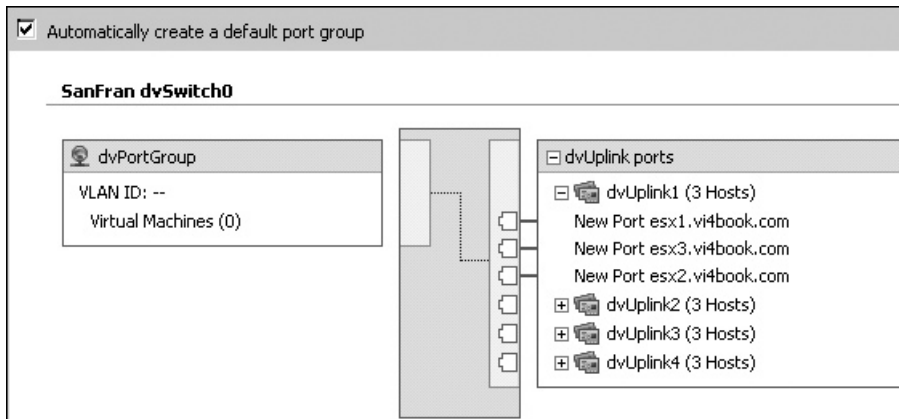 Automatically create a default port group
SanFran dvSwitch0
dvPortGroup
VLAN ID: --
Virtual Machines (0)
dvUplink ports
dvUplink1 (3 Hosts)
New Port esx1.vi4book.com
New Port esx3.vi4book.com
New Port esx2.vi4book.com
dvUplink2 (3 Hosts)
dvUplink3 (3 Hosts)
dvUplink4 (3 Hosts)